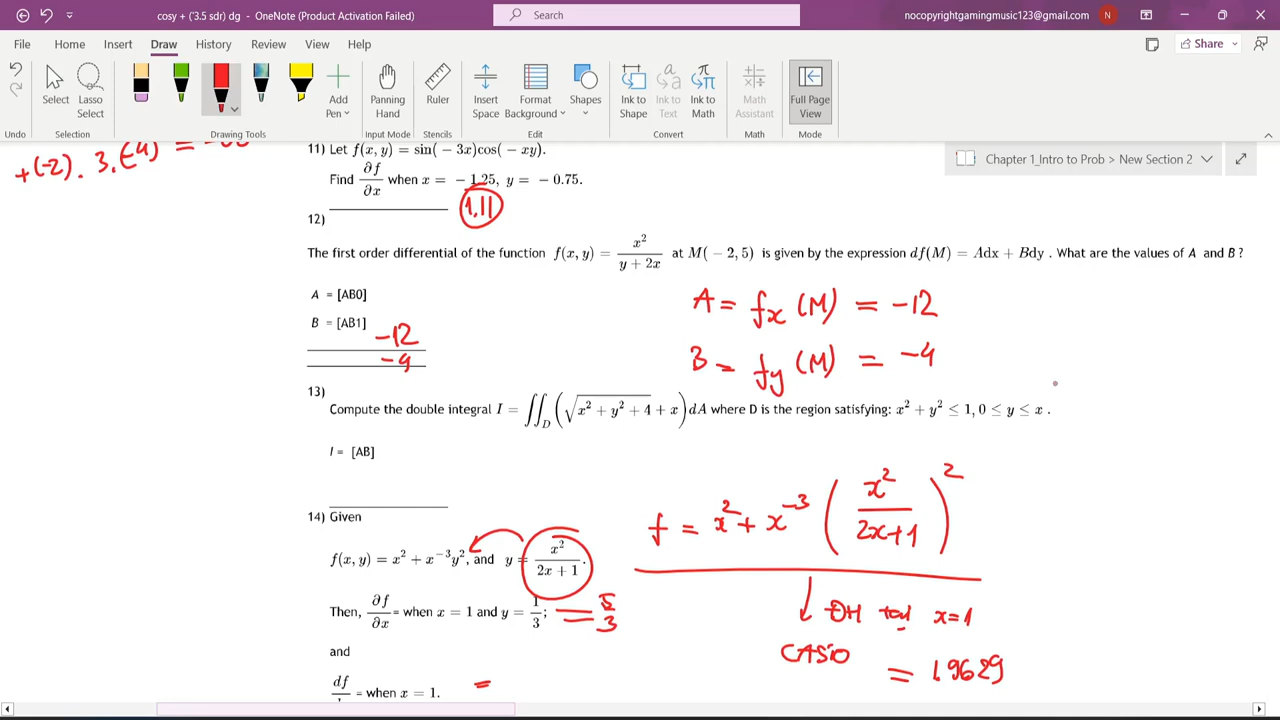 cosy + ('3.5 sdr) dg - OneNote (Product Activation Failed)
Search
nocopyrightgamingmusic123@gmail.com
N
File Home Insert Draw History Review View Help
Share
Select
Lasso Select
Add Pen
Panning Hand
Ruler
Insert Space
Format Background
Shapes
Ink to Shape
Ink to Text
Ink to Math
Math Assistant
Full Page View
Undo Selection Drawing Tools Input Mode Stencils Edit Convert Math Mode
Chapter 1_Intro to Prob > New Section 2
+(-2). 3.(-4) =
11) Let f(x, y) = sin( − 3x)cos( − xy).
Find ∂f/∂x when x = − 1.25, y = − 0.75.
1.11
12)
The first order differential of the function f(x, y) = x²/(y + 2x) at M( − 2, 5) is given by the expression df(M) = Adx + Bdy . What are the values of A and B ?
A = [AB0]
B = [AB1]
-12
-4
A = fx (M) = -12
B = fy (M) = -4
13)
Compute the double integral I = ∬_D (√(x² + y² + 4) + x) dA where D is the region satisfying: x² + y² ≤ 1, 0 ≤ y ≤ x .
I = [AB]
f = x² + x⁻³ (x²/(2x+1))²
14) Given
f(x, y) = x² + x⁻³y², and y = x²/(2x + 1).
Then, ∂f/∂x = when x = 1 and y = 1/3; = 5/3
ĐH tại x=1
CASIO
= 1.9629
and
df
= when x = 1. =